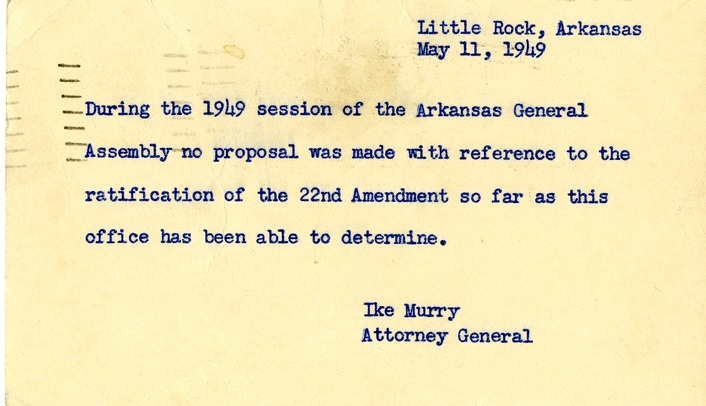 Little Rock, Arkansas
May 11, 1949
During the 1949 session of the Arkansas General
Assembly no proposal was made with reference to the
ratification of the 22nd Amendment so far as this
office has been able to determine.
Ike Murry
Attorney General